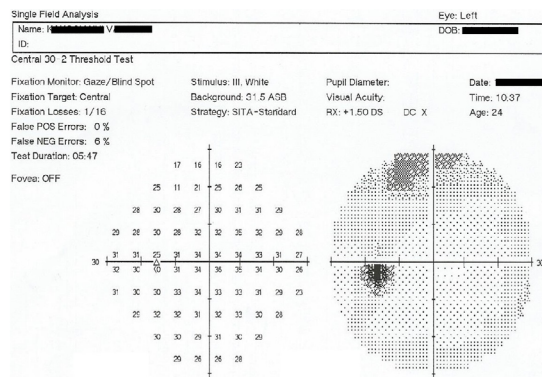 Single Field Analysis Eye: Left
Name: DOB:
ID:
Central 30-2 Threshold Test
Fixation Monitor: Gaze/Blind Spot Stimulus: III, White Pupil Diameter: Date:
Fixation Target: Central Background: 31.5 ASB Visual Acuity: Time: 10:37
Fixation Losses: 1/16 Strategy: SITA-Standard RX: +1.50 DS DC X Age: 24
False POS Errors: 0 %
False NEG Errors: 6 %
Test Duration: 05:47
Fovea: OFF
17 16 16 23
25 11 21 25 26 25
28 30 28 27 30 31 31 29
29 28 30 28 32 32 35 32 29 28
30 31 31 25 31 34 34 34 33 31 27 30
32 30 31 34 36 35 34 30 26
31 30 30 33 34 33 33 31 29 23
29 32 32 31 32 33 30 28
30 30 29 31 30 29
29 26 26 28